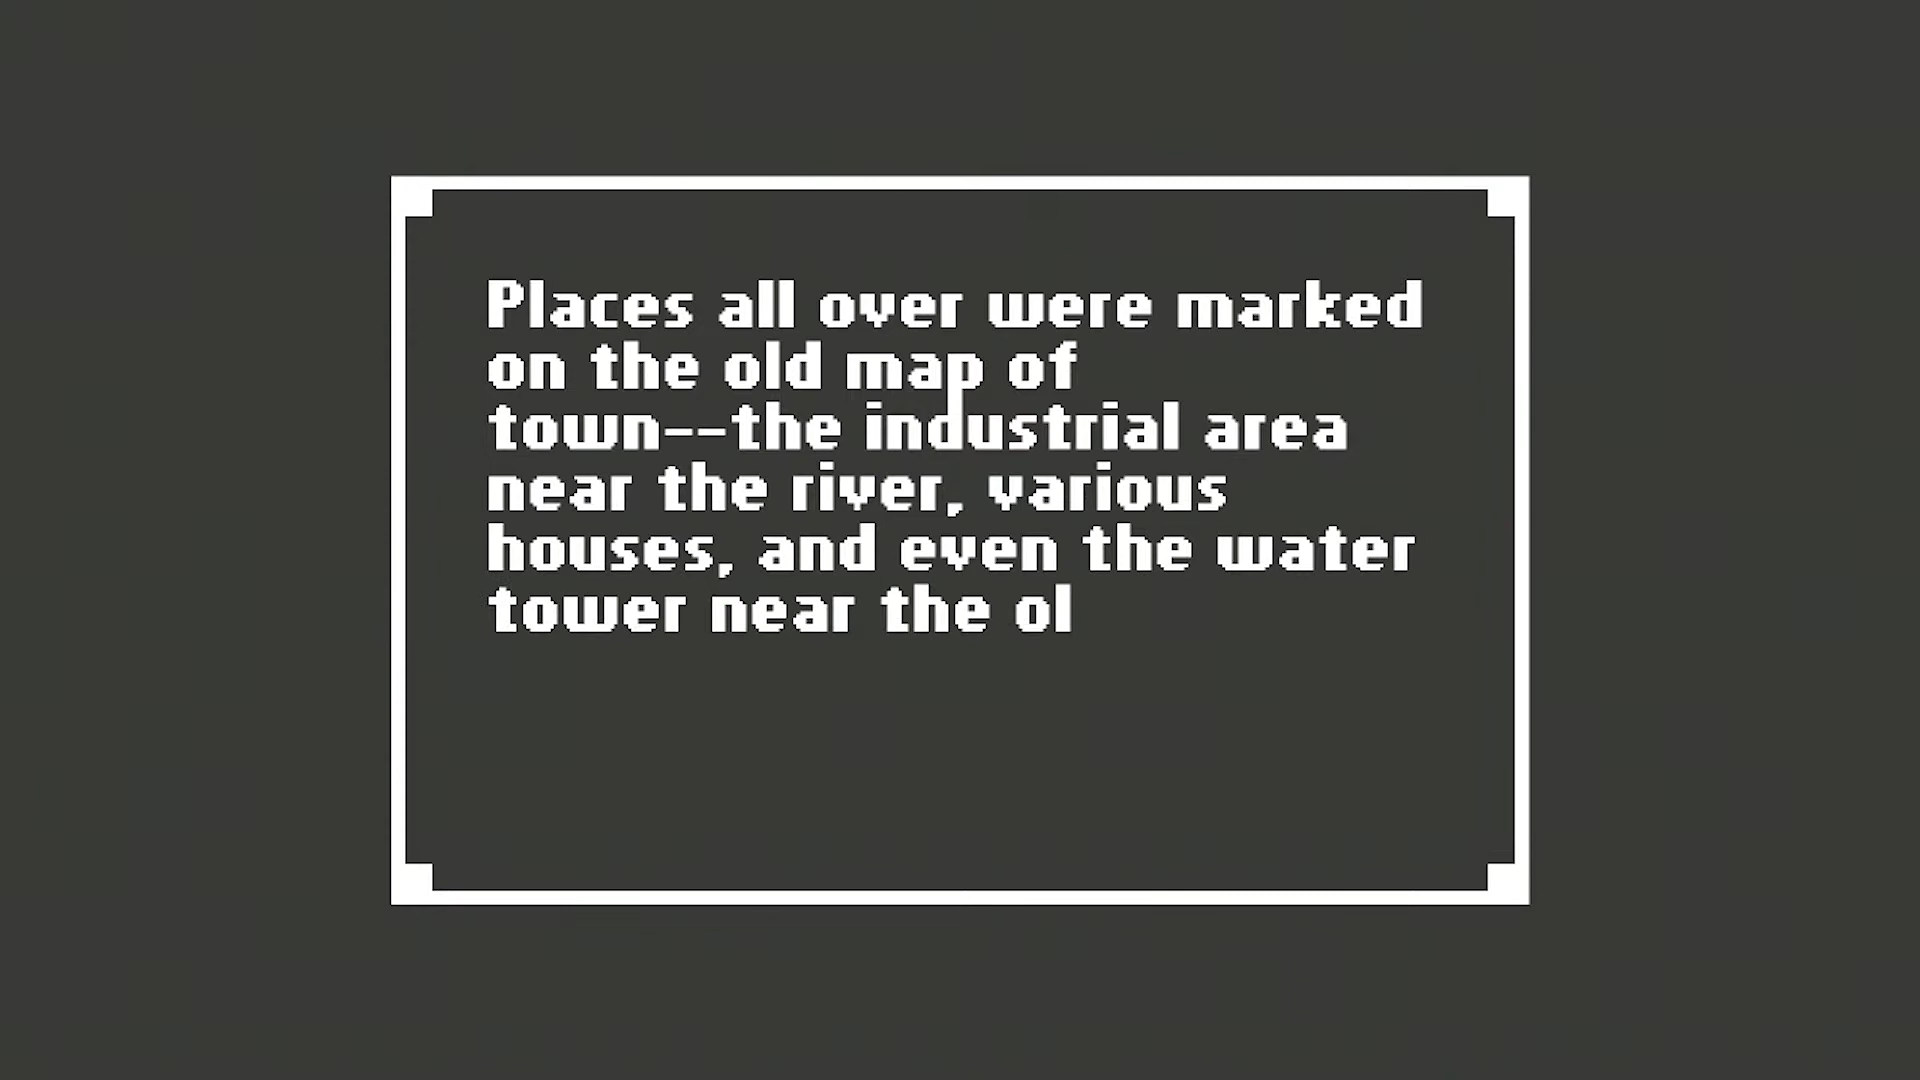 Places all over were marked
on the old map of
town--the industrial area
near the river, various
houses, and even the water
tower near the ol